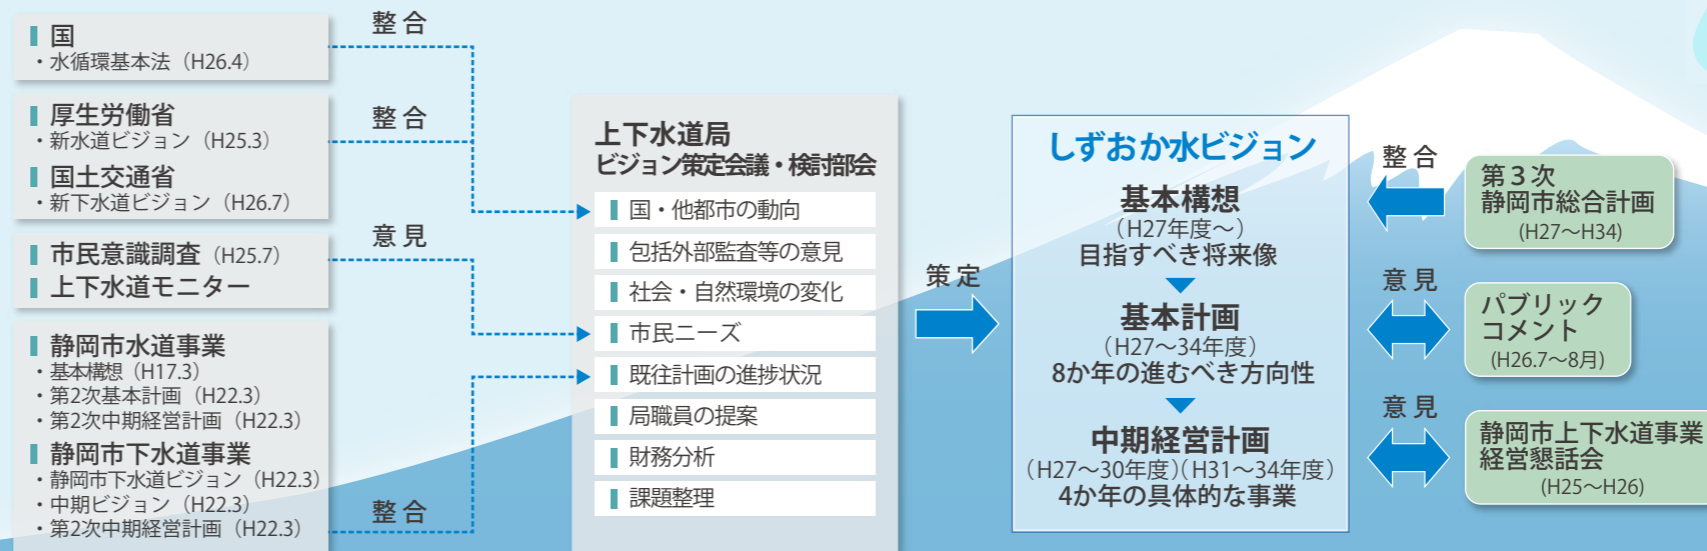 国
・水循環基本法（H26.4）
整合
厚生労働省
・新水道ビジョン（H25.3）
国土交通省
・新下水道ビジョン（H26.7）
整合
市民意識調査（H25.7）
上下水道モニター
意見
静岡市水道事業
・基本構想（H17.3）
・第2次基本計画（H22.3）
・第2次中期経営計画（H22.3）
静岡市下水道事業
・静岡市下水道ビジョン（H22.3）
・中期ビジョン（H22.3）
・第2次中期経営計画（H22.3）
整合
上下水道局
ビジョン策定会議・検討部会
国・他都市の動向
包括外部監査等の意見
社会・自然環境の変化
市民ニーズ
既往計画の進捗状況
局職員の提案
財務分析
課題整理
策定
しずおか水ビジョン
基本構想
（H27年度～）
目指すべき将来像
基本計画
（H27～34年度）
8か年の進むべき方向性
中期経営計画
（H27～30年度）（H31～34年度）
4か年の具体的な事業
整合
第3次
静岡市総合計画
（H27～H34）
意見
パブリック
コメント
（H26.7～8月）
意見
静岡市上下水道事業
経営懇話会
（H25～H26）